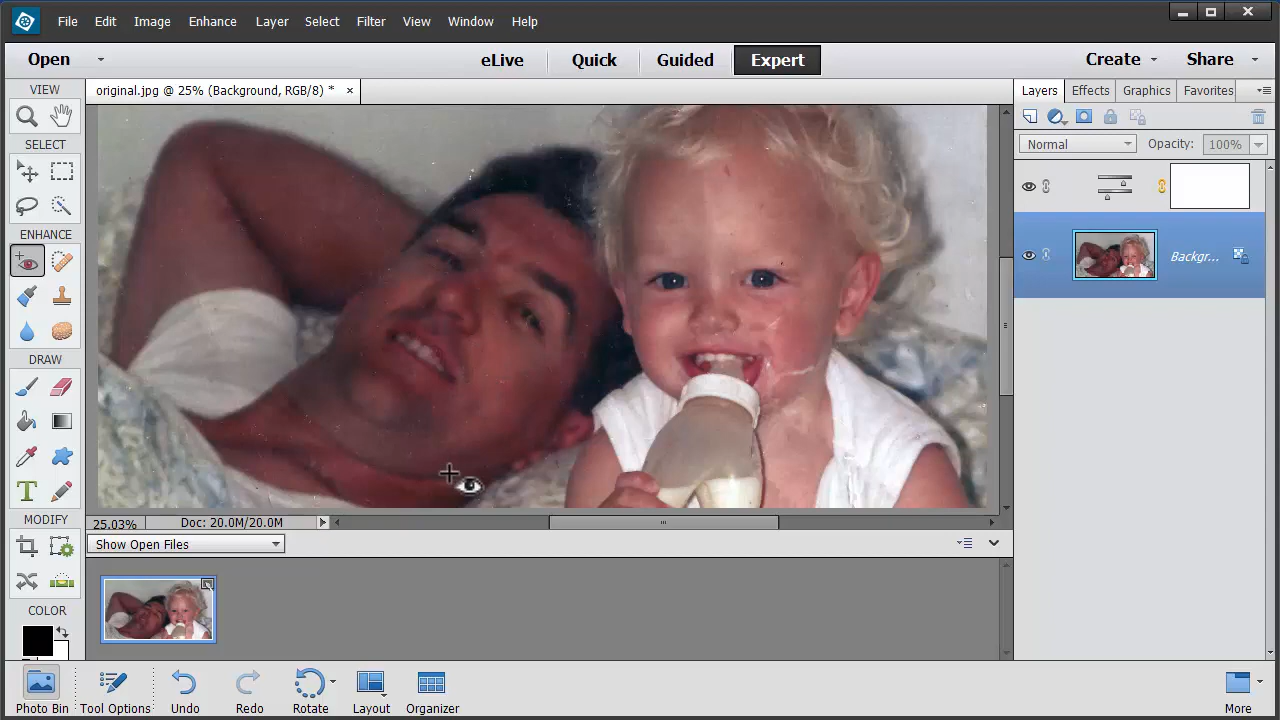 File Edit Image Enhance Layer Select Filter View Window Help
Open eLive Quick Guided Expert Create Share
VIEW
original.jpg @ 25% (Background, RGB/8) * ×
Layers Effects Graphics Favorites
SELECT
Normal Opacity: 100%
ENHANCE
Backgr...
DRAW
T
MODIFY
25.03% Doc: 20.0M/20.0M
Show Open Files
COLOR
Photo Bin Tool Options Undo Redo Rotate Layout Organizer More